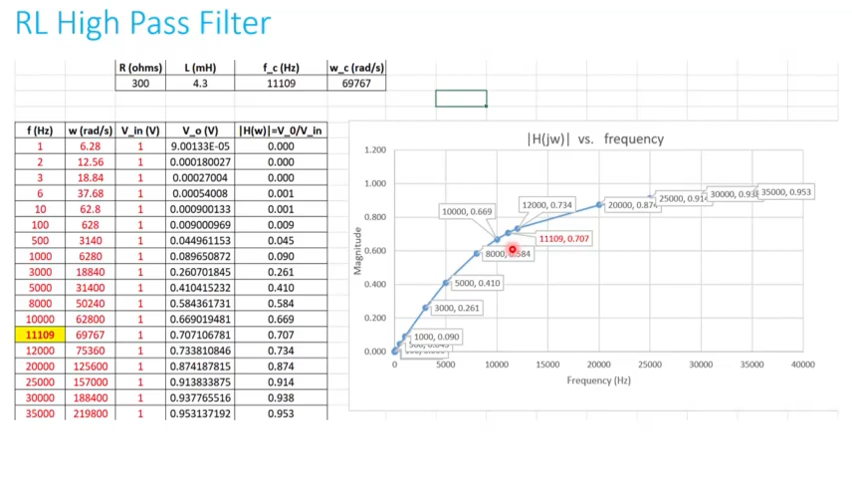 RL High Pass Filter
R (ohms) L (mH) f_c (Hz) w_c (rad/s)
300 4.3 11109 69767
f (Hz) w (rad/s) V_in (V) V_o (V) |H(w)|=V_0/V_in
1 6.28 1 9.00133E-05 0.000
2 12.56 1 0.000180027 0.000
3 18.84 1 0.00027004 0.000
6 37.68 1 0.00054008 0.001
10 62.8 1 0.000900133 0.001
100 628 1 0.009000969 0.009
500 3140 1 0.044961153 0.045
1000 6280 1 0.089650872 0.090
3000 18840 1 0.260701845 0.261
5000 31400 1 0.410415232 0.410
8000 50240 1 0.584361731 0.584
10000 62800 1 0.669019481 0.669
11109 69767 1 0.707106781 0.707
12000 75360 1 0.733810846 0.734
20000 125600 1 0.874187815 0.874
25000 157000 1 0.913833875 0.914
30000 188400 1 0.937765516 0.938
35000 219800 1 0.953137192 0.953
|H(jw)| vs. frequency
Magnitude
1.200
1.000
0.800
0.600
0.400
0.200
0.000
1000, 0.090
3000, 0.261
5000, 0.410
8000, 0.584
10000, 0.669
11109, 0.707
12000, 0.734
20000, 0.874
25000, 0.914
30000, 0.938
35000, 0.953
0 5000 10000 15000 20000 25000 30000 35000 40000
Frequency (Hz)